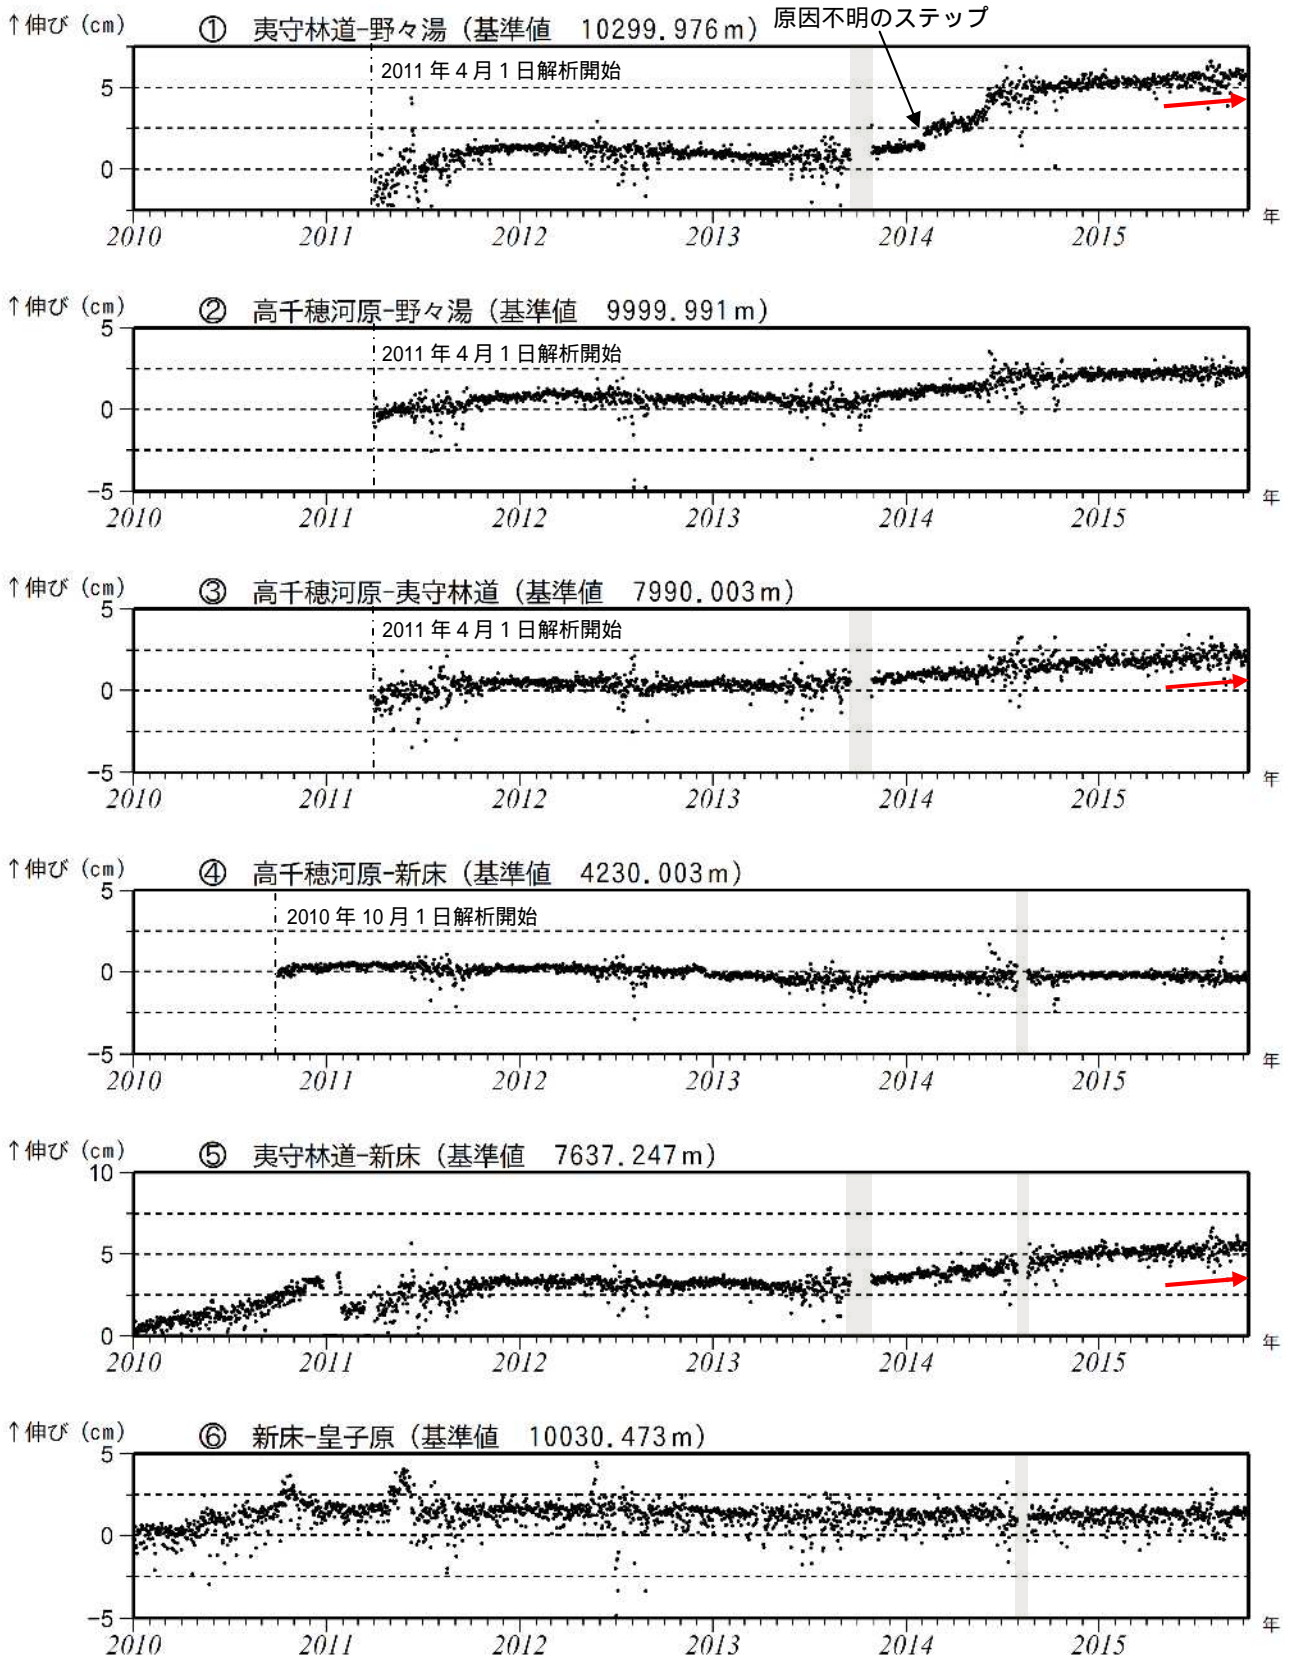 原因不明のステップ
↑伸び (cm) ① 夷守林道-野々湯 (基準値 10299.976m)
2011年4月1日解析開始
5
0
2010 2011 2012 2013 2014 2015 年
↑伸び (cm) ② 高千穂河原-野々湯 (基準値 9999.991m)
5
2011年4月1日解析開始
0
-5
2010 2011 2012 2013 2014 2015 年
↑伸び (cm) ③ 高千穂河原-夷守林道 (基準値 7990.003m)
5
2011年4月1日解析開始
0
-5
2010 2011 2012 2013 2014 2015 年
↑伸び (cm) ④ 高千穂河原-新床 (基準値 4230.003m)
5
2010年10月1日解析開始
0
-5
2010 2011 2012 2013 2014 2015 年
↑伸び (cm) ⑤ 夷守林道-新床 (基準値 7637.247m)
10
5
0
2010 2011 2012 2013 2014 2015 年
↑伸び (cm) ⑥ 新床-皇子原 (基準値 10030.473m)
5
0
-5
2010 2011 2012 2013 2014 2015 年